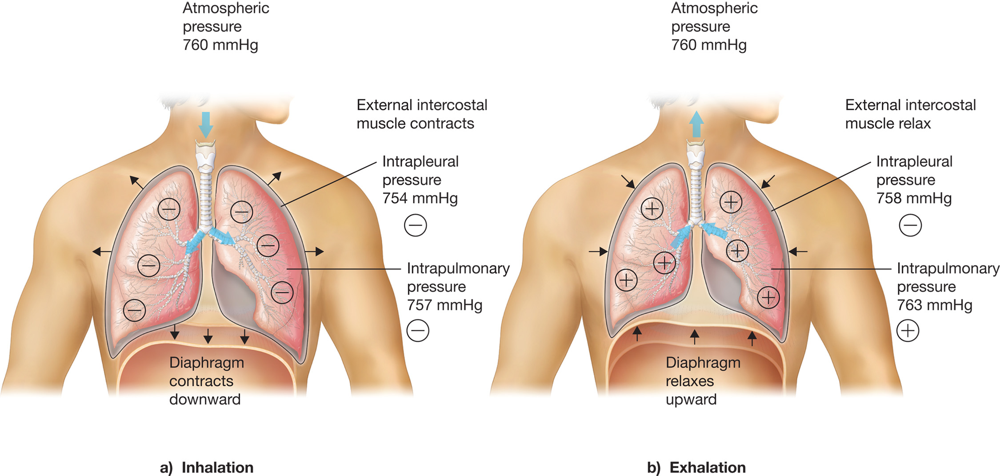 Atmospheric
pressure
760 mmHg
External intercostal
muscle contracts
Intrapleural
pressure
754 mmHg
−
Intrapulmonary
pressure
757 mmHg
−
−
−
−
−
−
−
Diaphragm
contracts
downward
a) Inhalation
Atmospheric
pressure
760 mmHg
External intercostal
muscle relax
Intrapleural
pressure
758 mmHg
−
Intrapulmonary
pressure
763 mmHg
+
+
+
+
+
+
+
Diaphragm
relaxes
upward
b) Exhalation